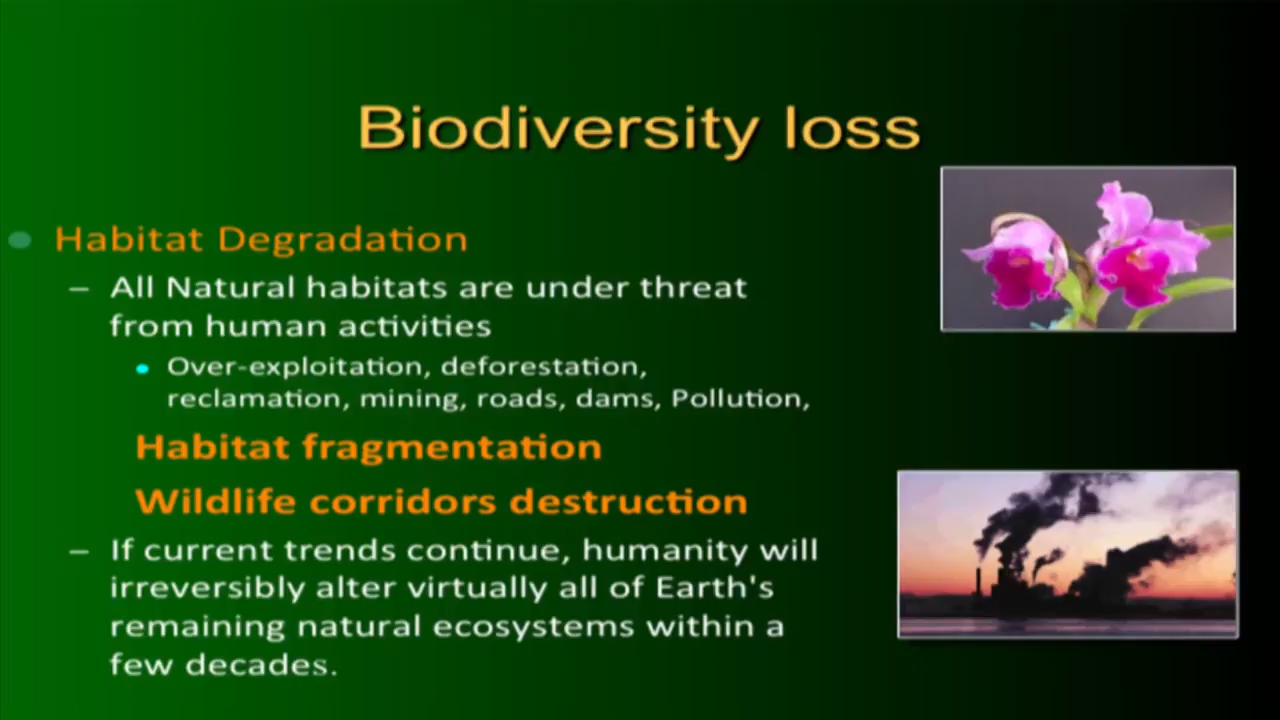 Biodiversity loss
Habitat Degradation
– All Natural habitats are under threat
from human activities
Over-exploitation, deforestation,
reclamation, mining, roads, dams, Pollution,
Habitat fragmentation
Wildlife corridors destruction
– If current trends continue, humanity will
irreversibly alter virtually all of Earth's
remaining natural ecosystems within a
few decades.